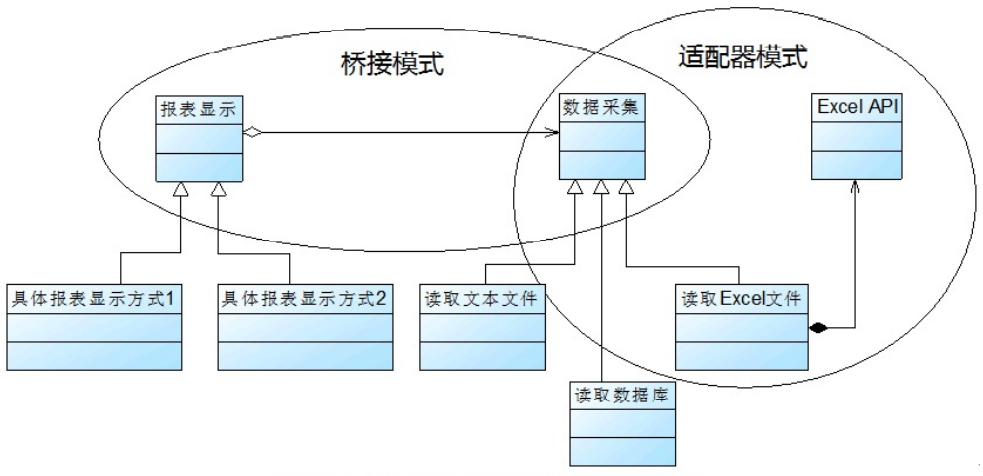 桥接模式
适配器模式
报表显示
数据采集
Excel API
具体报表显示方式1
具体报表显示方式2
读取文本文件
读取Excel文件
读取数据库